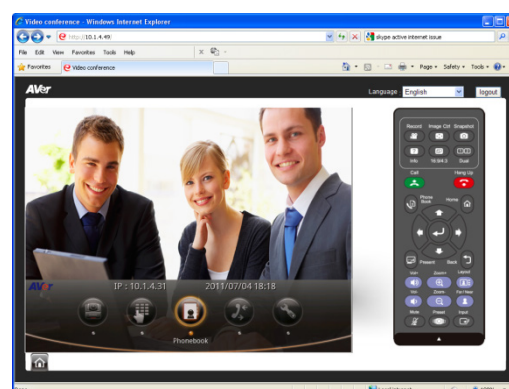 Video conference - Windows Internet Explorer
http://10.1.4.49/
skype active internet issue
File Edit View Favorites Tools Help
Favorites
Video conference
Page Safety Tools
AVer
Language English logout
Record Image Ctrl Snapshot
Info 16:9/4:3 Dual
Call Hang Up
Phone Book Home
Present Back
Vol+ Zoom+ Layout
Vol- Zoom- Far/Near
Mute Preset Input
AVer
IP : 10.1.4.31 2011/07/04 18:18
Phonebook